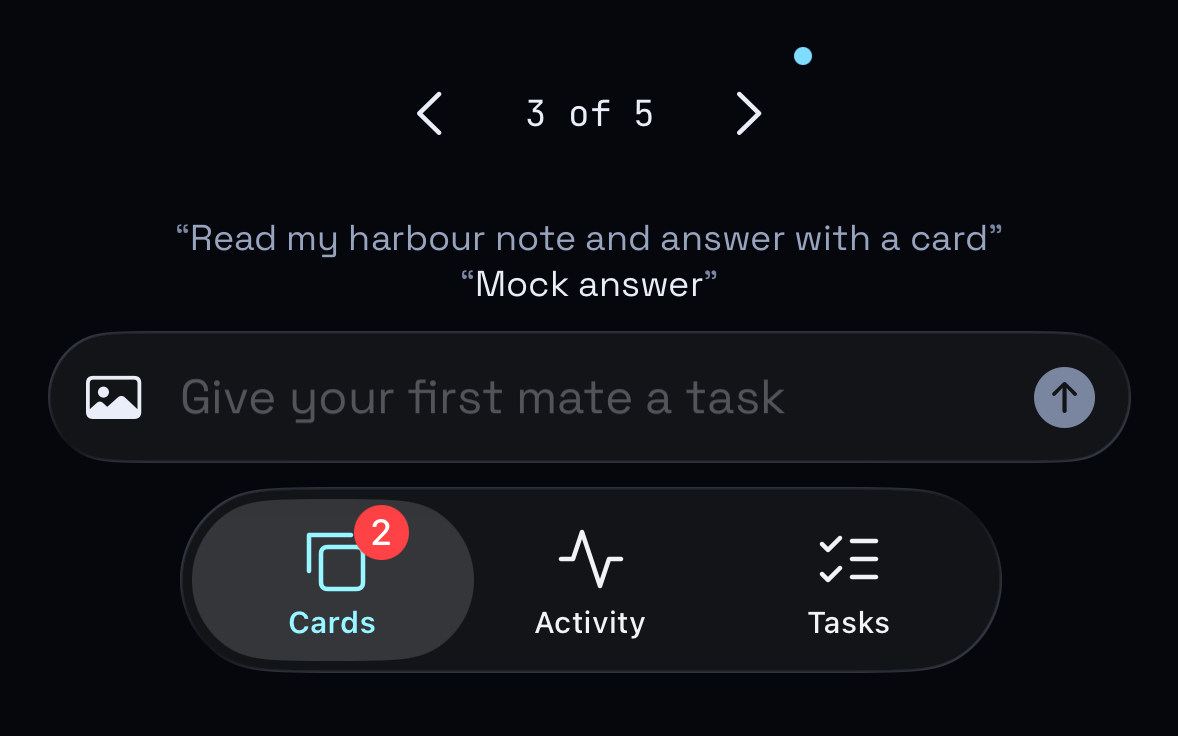 3 of 5
“Read my harbour note and answer with a card”
“Mock answer”
Give your first mate a task
2
Cards
Activity
Tasks